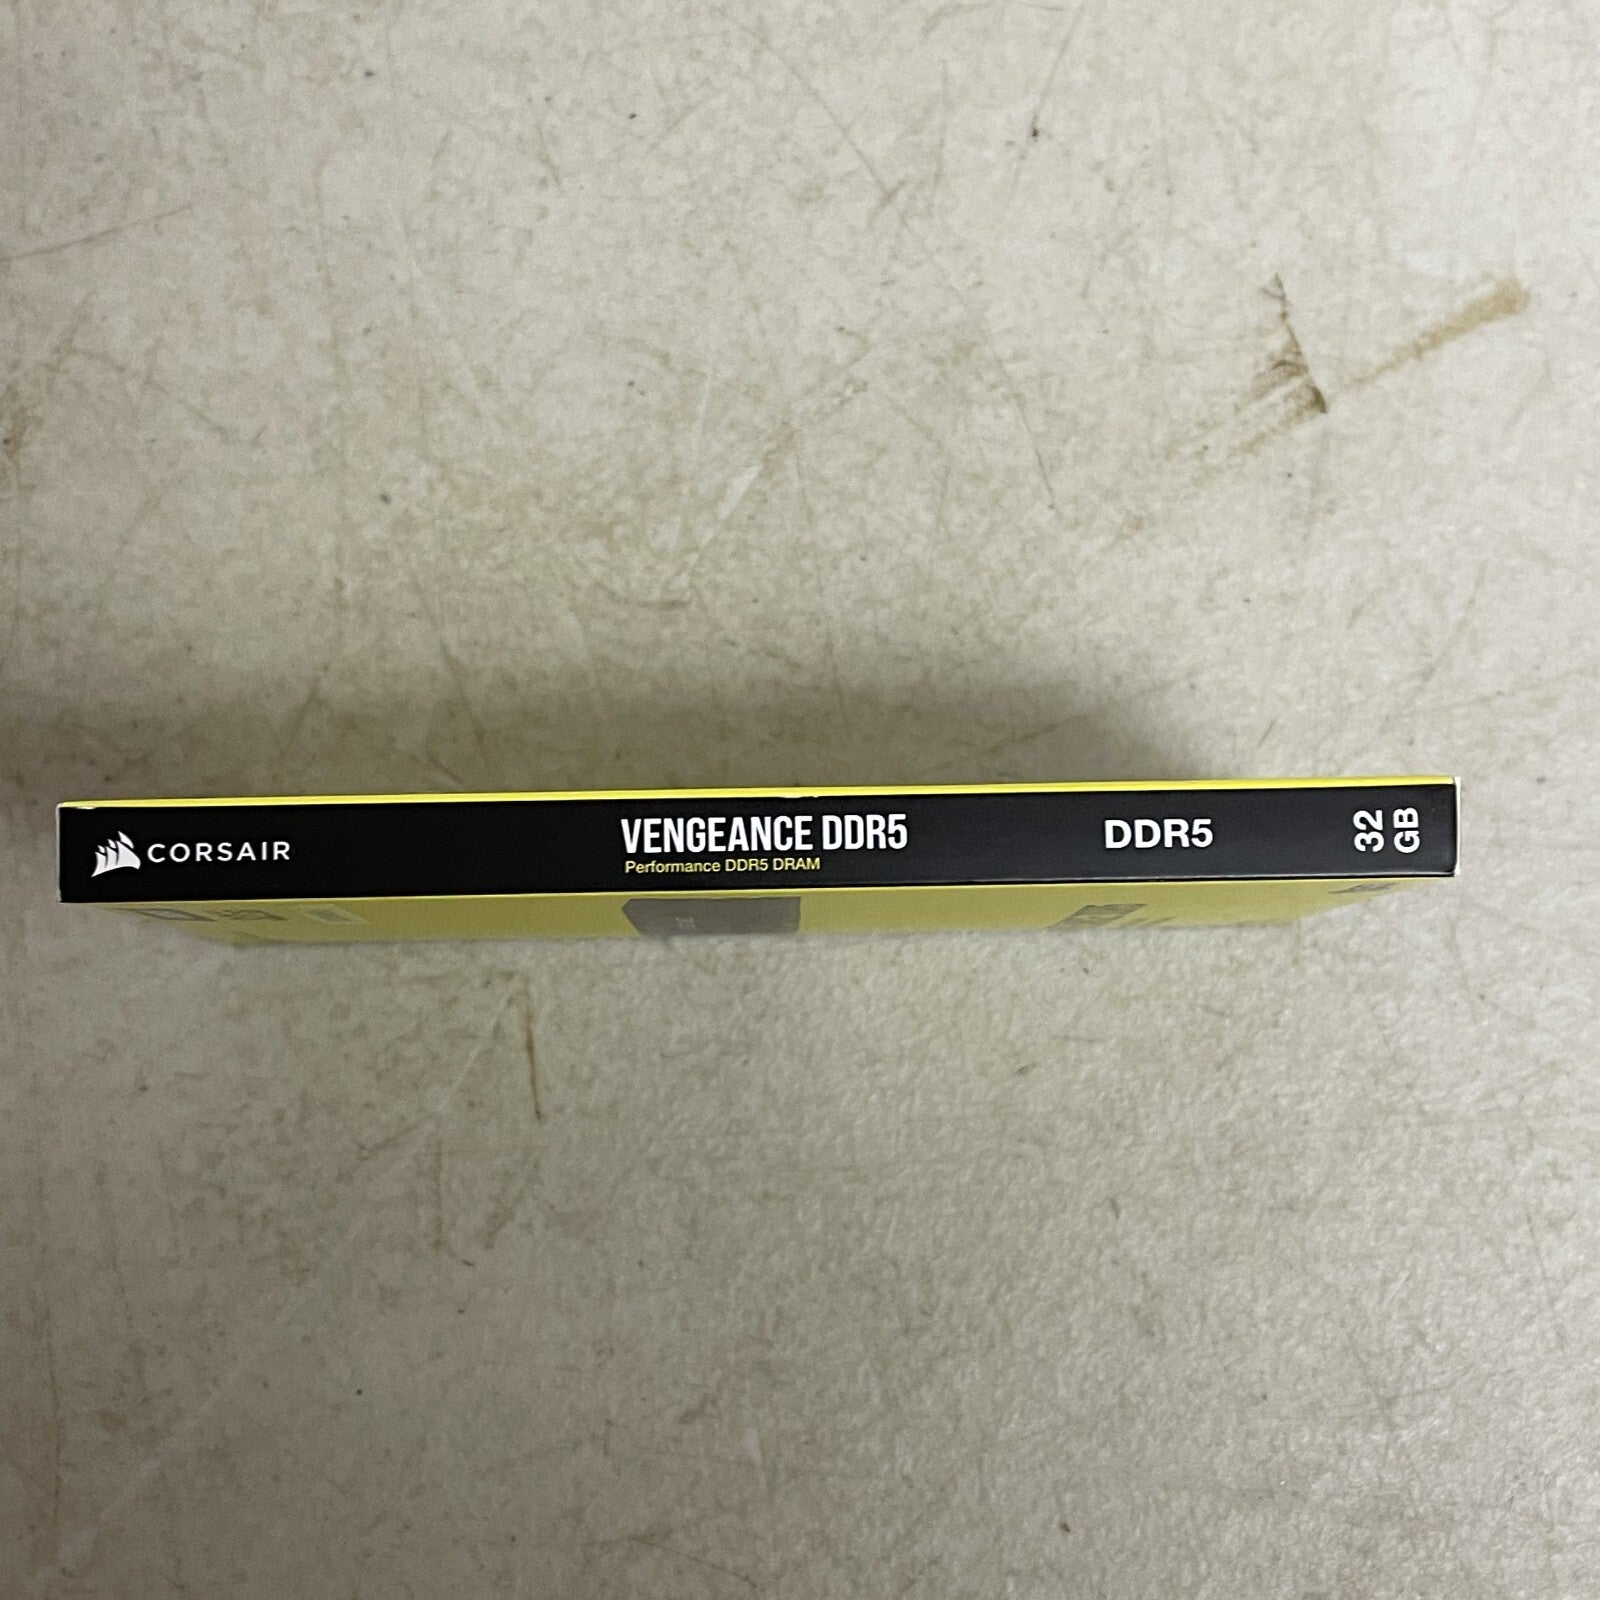 CORSAIR
VENGEANCE DDR5
Performance DDR5 DRAM
DDR5
32
GB